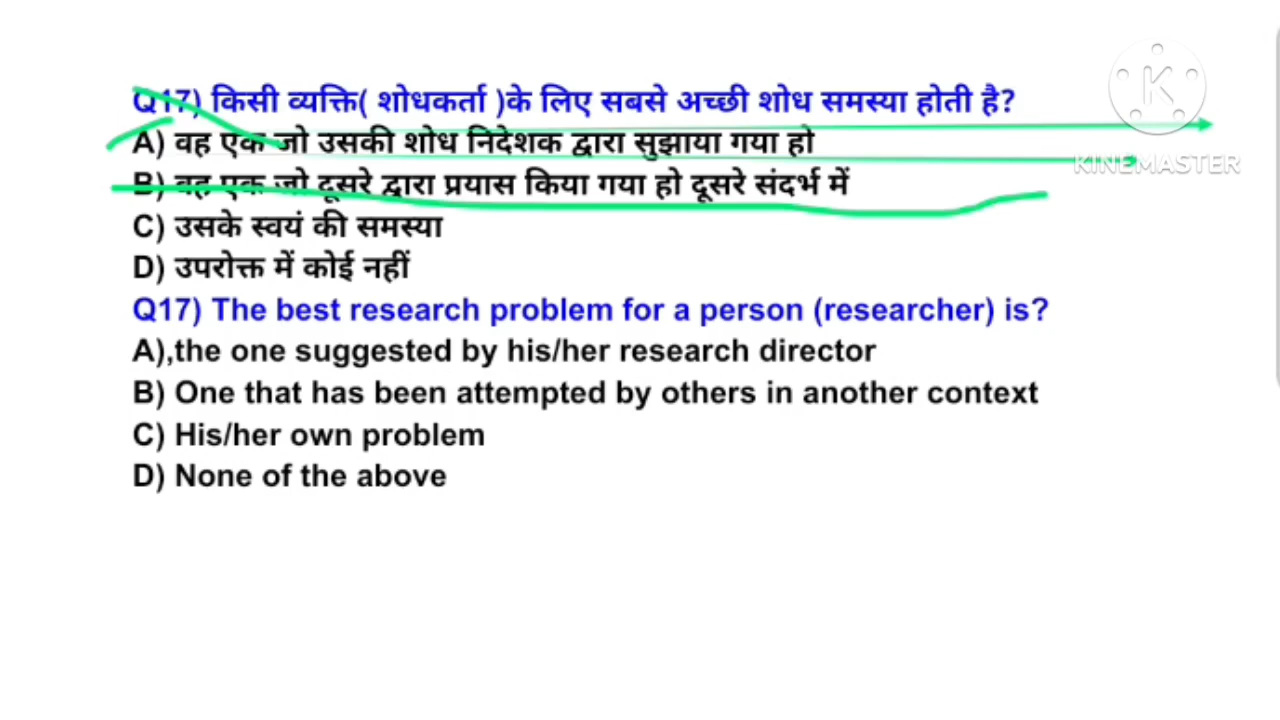 Q17) किसी व्यक्ति( शोधकर्ता )के लिए सबसे अच्छी शोध समस्या होती है?
A) वह एक जो उसकी शोध निदेशक द्वारा सुझाया गया हो
B) वह एक जो दूसरे द्वारा प्रयास किया गया हो दूसरे संदर्भ में
C) उसके स्वयं की समस्या
D) उपरोक्त में कोई नहीं
Q17) The best research problem for a person (researcher) is?
A),the one suggested by his/her research director
B) One that has been attempted by others in another context
C) His/her own problem
D) None of the above
K
KINEMASTER